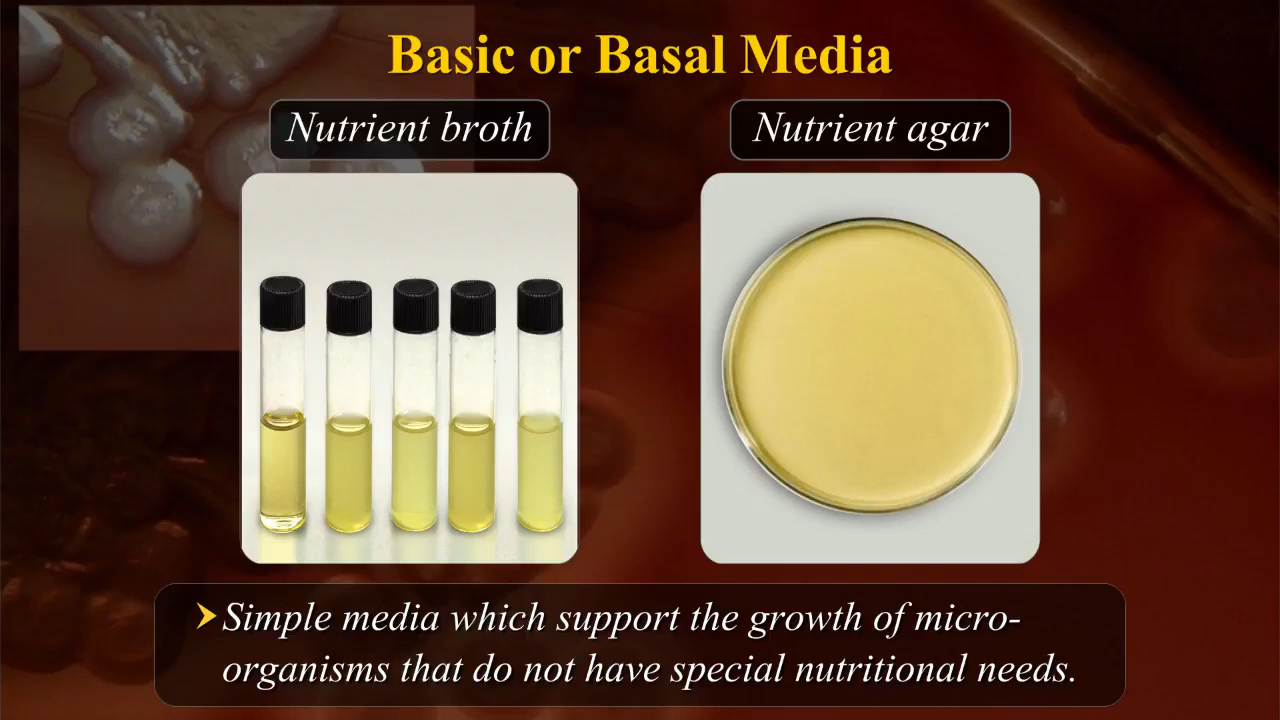 Basic or Basal Media
Nutrient broth
Nutrient agar
Simple media which support the growth of micro-
organisms that do not have special nutritional needs.